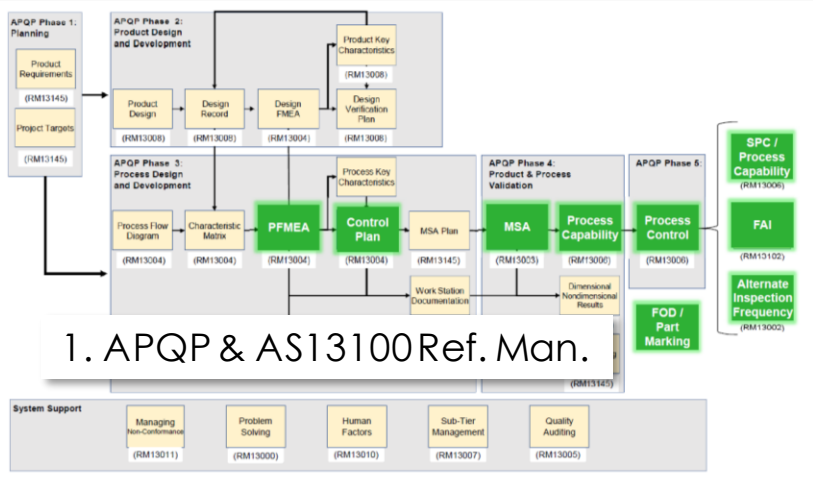 APQP Phase 1:
Planning
Product
Requirements
(RM13145)
Project Targets
(RM13145)
APQP Phase 2:
Product Design
and Development
Product Key
Characteristics
(RM13008)
Product
Design
(RM13008)
Design
Record
(RM13008)
Design
FMEA
(RM13004)
Design
Verification
Plan
(RM13008)
APQP Phase 3:
Process Design
and Development
Process Key
Characteristics
Process Flow
Diagram
(RM13004)
Characteristic
Matrix
(RM13004)
PFMEA
(RM13004)
Control
Plan
(RM13004)
MSA Plan
(RM13145)
Work Station
Documentation
APQP Phase 4:
Product & Process
Validation
MSA
(RM13003)
Process
Capability
(RM13006)
Dimensional
Nondimensional
Results
(RM13145)
APQP Phase 5:
Process
Control
(RM13006)
FOD /
Part
Marking
SPC /
Process
Capability
(RM13006)
FAI
(RM13102)
Alternate
Inspection
Frequency
(RM13002)
1. APQP & AS13100 Ref. Man.
System Support
Managing
Non-Conformance
(RM13011)
Problem
Solving
(RM13000)
Human
Factors
(RM13010)
Sub-Tier
Management
(RM13007)
Quality
Auditing
(RM13005)